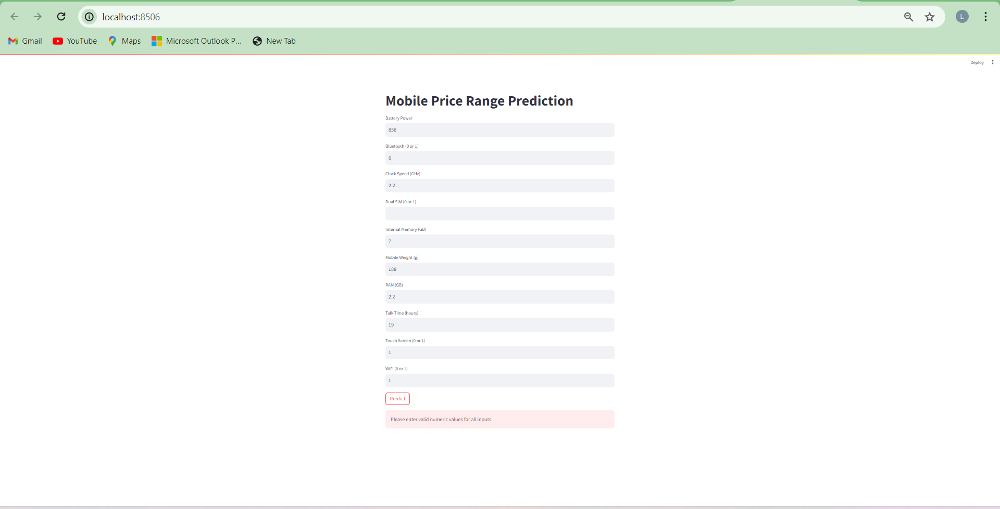 localhost:8506
L
Gmail YouTube Maps Microsoft Outlook P... New Tab
Deploy
Mobile Price Range Prediction
Battery Power
856
Bluetooth (0 or 1)
0
Clock Speed (GHz)
2.2
Dual SIM (0 or 1)
Internal Memory (GB)
7
Mobile Weight (g)
188
RAM (GB)
2.2
Talk Time (hours)
19
Touch Screen (0 or 1)
1
WiFi (0 or 1)
1
Predict
Please enter valid numeric values for all inputs.